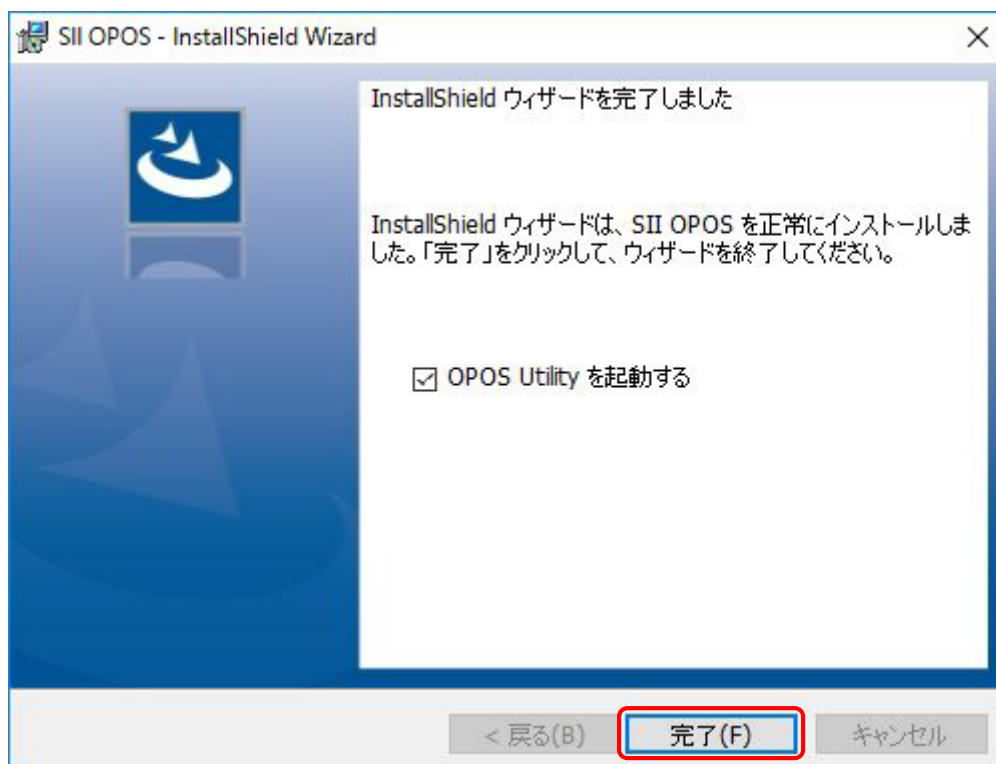 SII OPOS - InstallShield Wizard
InstallShield ウィザードを完了しました
InstallShield ウィザードは、SII OPOS を正常にインストールしま
した。「完了」をクリックして、ウィザードを終了してください。
OPOS Utility を起動する
< 戻る(B)
完了(F)
キャンセル